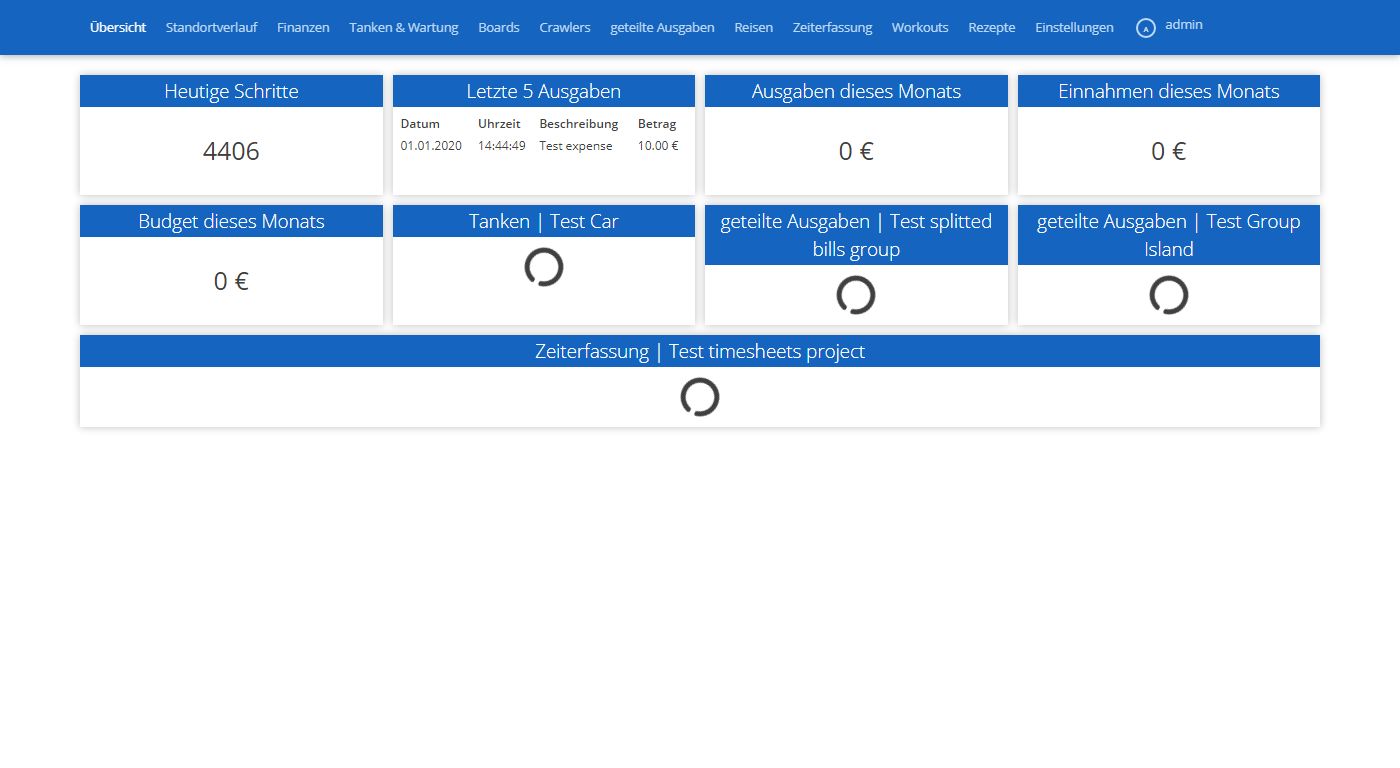 Übersicht Standortverlauf Finanzen Tanken & Wartung Boards Crawlers geteilte Ausgaben Reisen Zeiterfassung Workouts Rezepte Einstellungen A admin
Heutige Schritte
4406
Letzte 5 Ausgaben
Datum Uhrzeit Beschreibung Betrag
01.01.2020 14:44:49 Test expense 10.00 €
Ausgaben dieses Monats
0 €
Einnahmen dieses Monats
0 €
Budget dieses Monats
0 €
Tanken | Test Car
geteilte Ausgaben | Test splitted
bills group
geteilte Ausgaben | Test Group
Island
Zeiterfassung | Test timesheets project